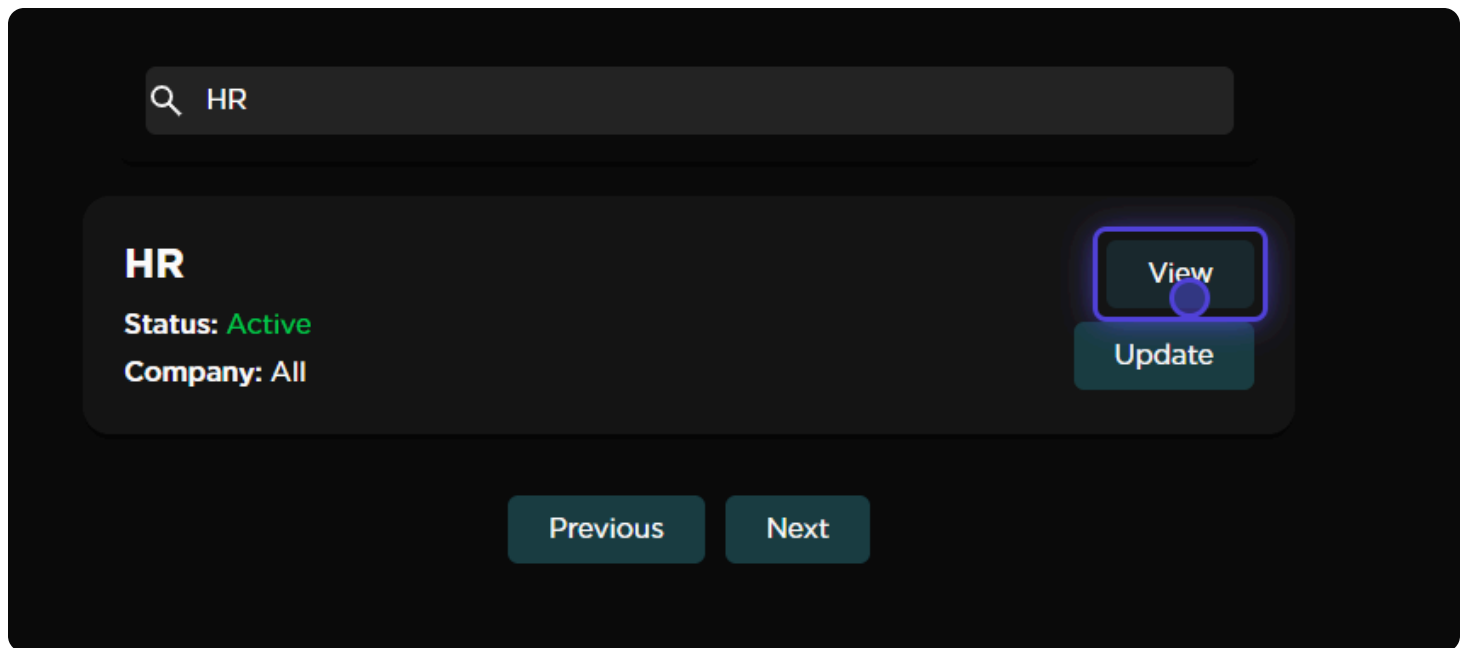 HR
HR
View
Status: Active
Update
Company: All
Previous
Next